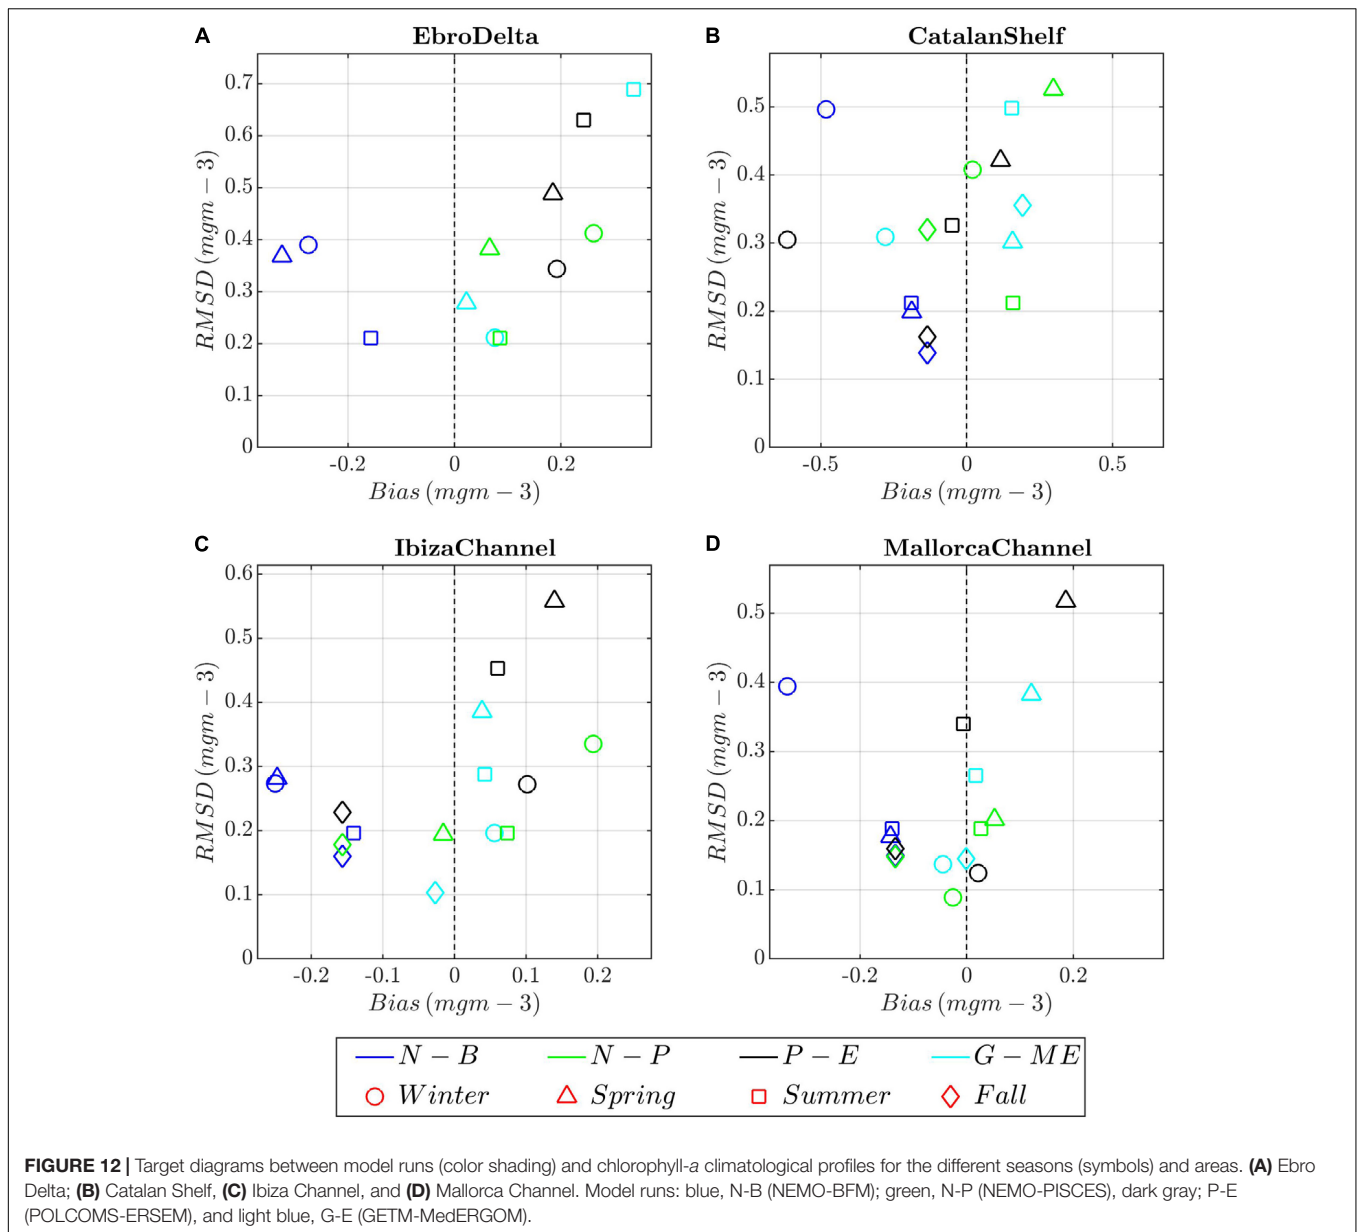 A EbroDelta
0.7
0.6
0.5
0.4
0.3
0.2
0.1
0
-0.2 0 0.2
RMSD (mgm − 3)
Bias (mgm − 3)
B CatalanShelf
0.5
0.4
0.3
0.2
0.1
0
-0.5 0 0.5
RMSD (mgm − 3)
Bias (mgm − 3)
C IbizaChannel
0.6
0.5
0.4
0.3
0.2
0.1
0
-0.2 -0.1 0 0.1 0.2
RMSD (mgm − 3)
Bias (mgm − 3)
D MallorcaChannel
0.5
0.4
0.3
0.2
0.1
0
-0.2 0 0.2
RMSD (mgm − 3)
Bias (mgm − 3)
N − B N − P P − E G − ME
Winter Spring Summer Fall
FIGURE 12 | Target diagrams between model runs (color shading) and chlorophyll-a climatological profiles for the different seasons (symbols) and areas. (A) Ebro
Delta; (B) Catalan Shelf, (C) Ibiza Channel, and (D) Mallorca Channel. Model runs: blue, N-B (NEMO-BFM); green, N-P (NEMO-PISCES), dark gray; P-E
(POLCOMS-ERSEM), and light blue, G-E (GETM-MedERGOM).